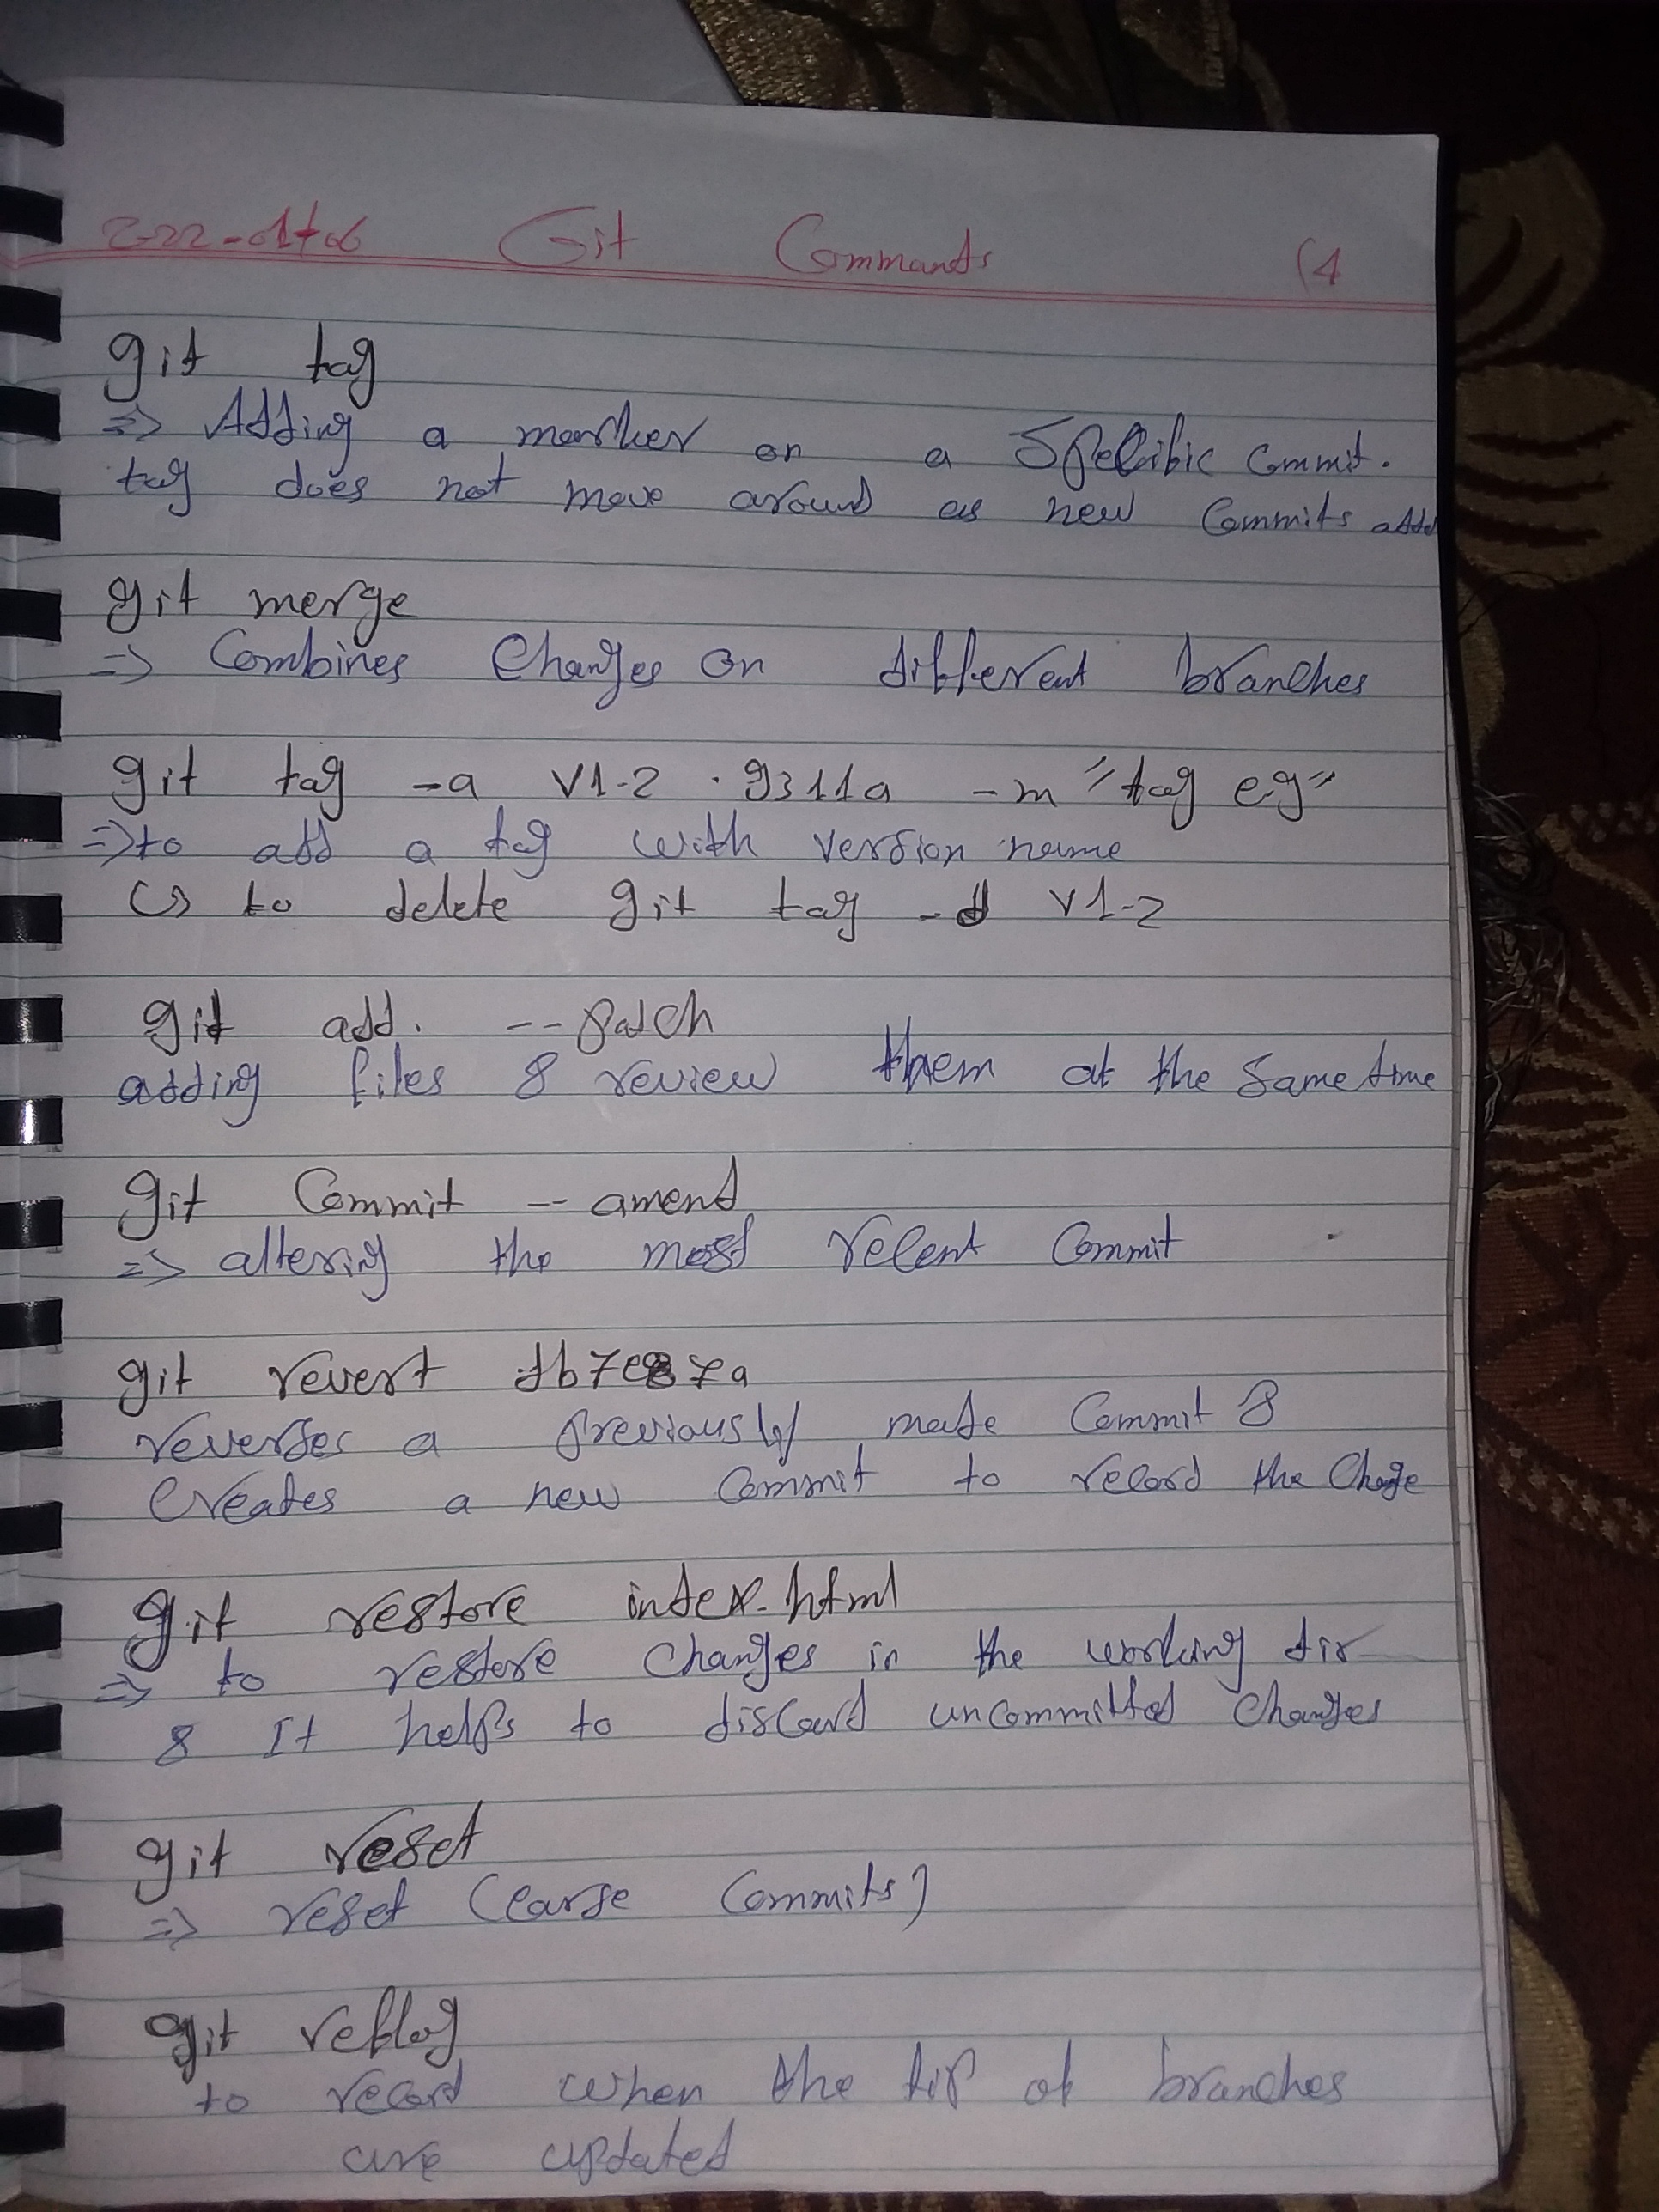 Git Commands (4
git tag
=> Adding a marker on a Specific commit.
tag does not move around as new Commits added
git merge
=> Combines Changes on different branches
git tag -a v1-2 . 9311a -m "tag eg"
=> to add a tag with version name
to delete git tag -d v1-2
git add. --patch
adding files & review them at the same time
git Commit -- amend
=> altering the most recent Commit
git revert
reverses a previously made Commit &
Creates a new Commit to record the Change
git restore index.html
=> to restore Changes in the working dir
& It helps to discard uncommitted Changes
git reset
=> reset (earse Commits)
git reflog
to record when the tip of branches
are updated